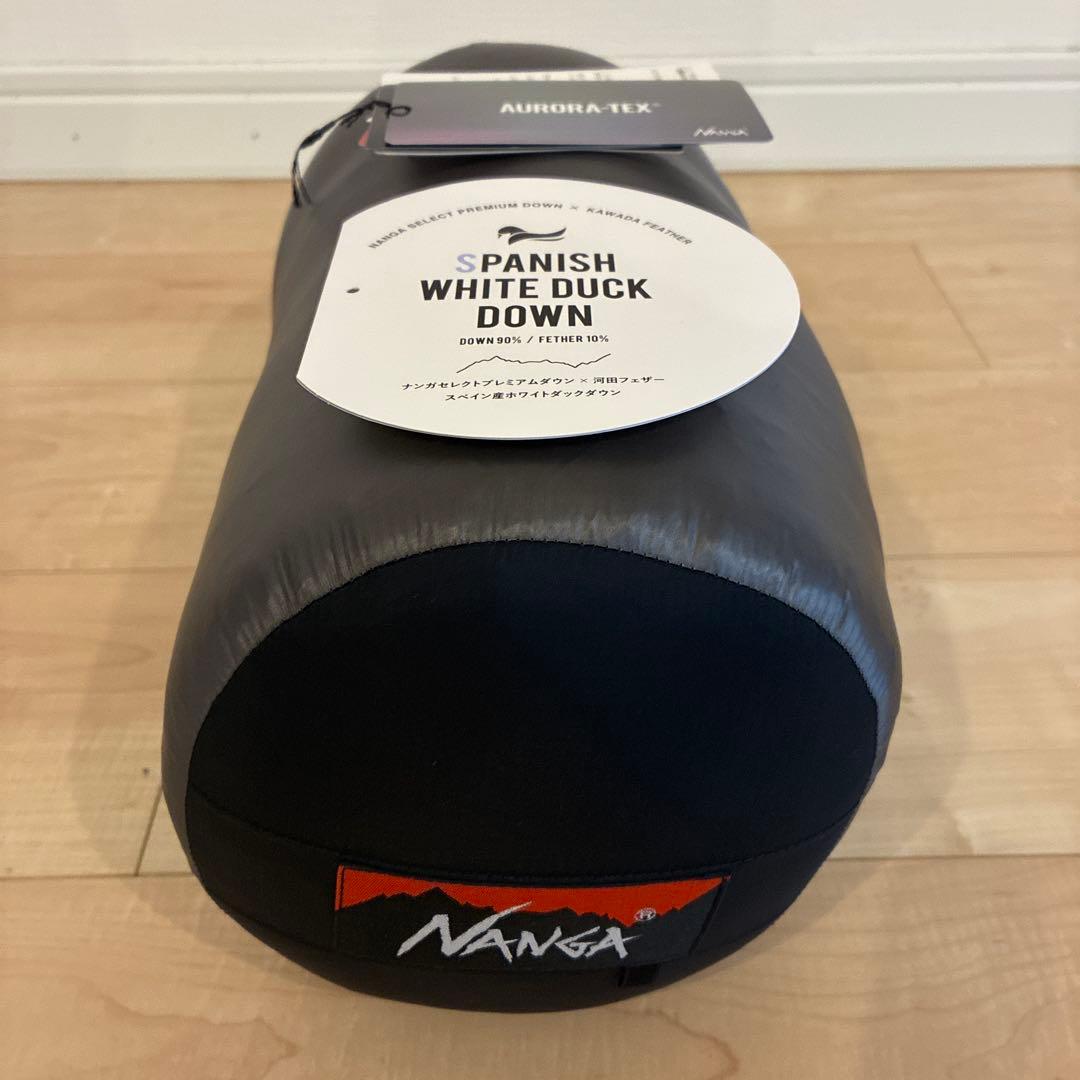 AURORA-TEX®
NANGA
NANGA SELECT PREMIUM DOWN × KAWADA FEATHER
SPANISH
WHITE DUCK
DOWN
DOWN 90% / FETHER 10%
ナンガセレクトプレミアムダウン × 河田フェザー
スペイン産ホワイトダックダウン
NANGA®